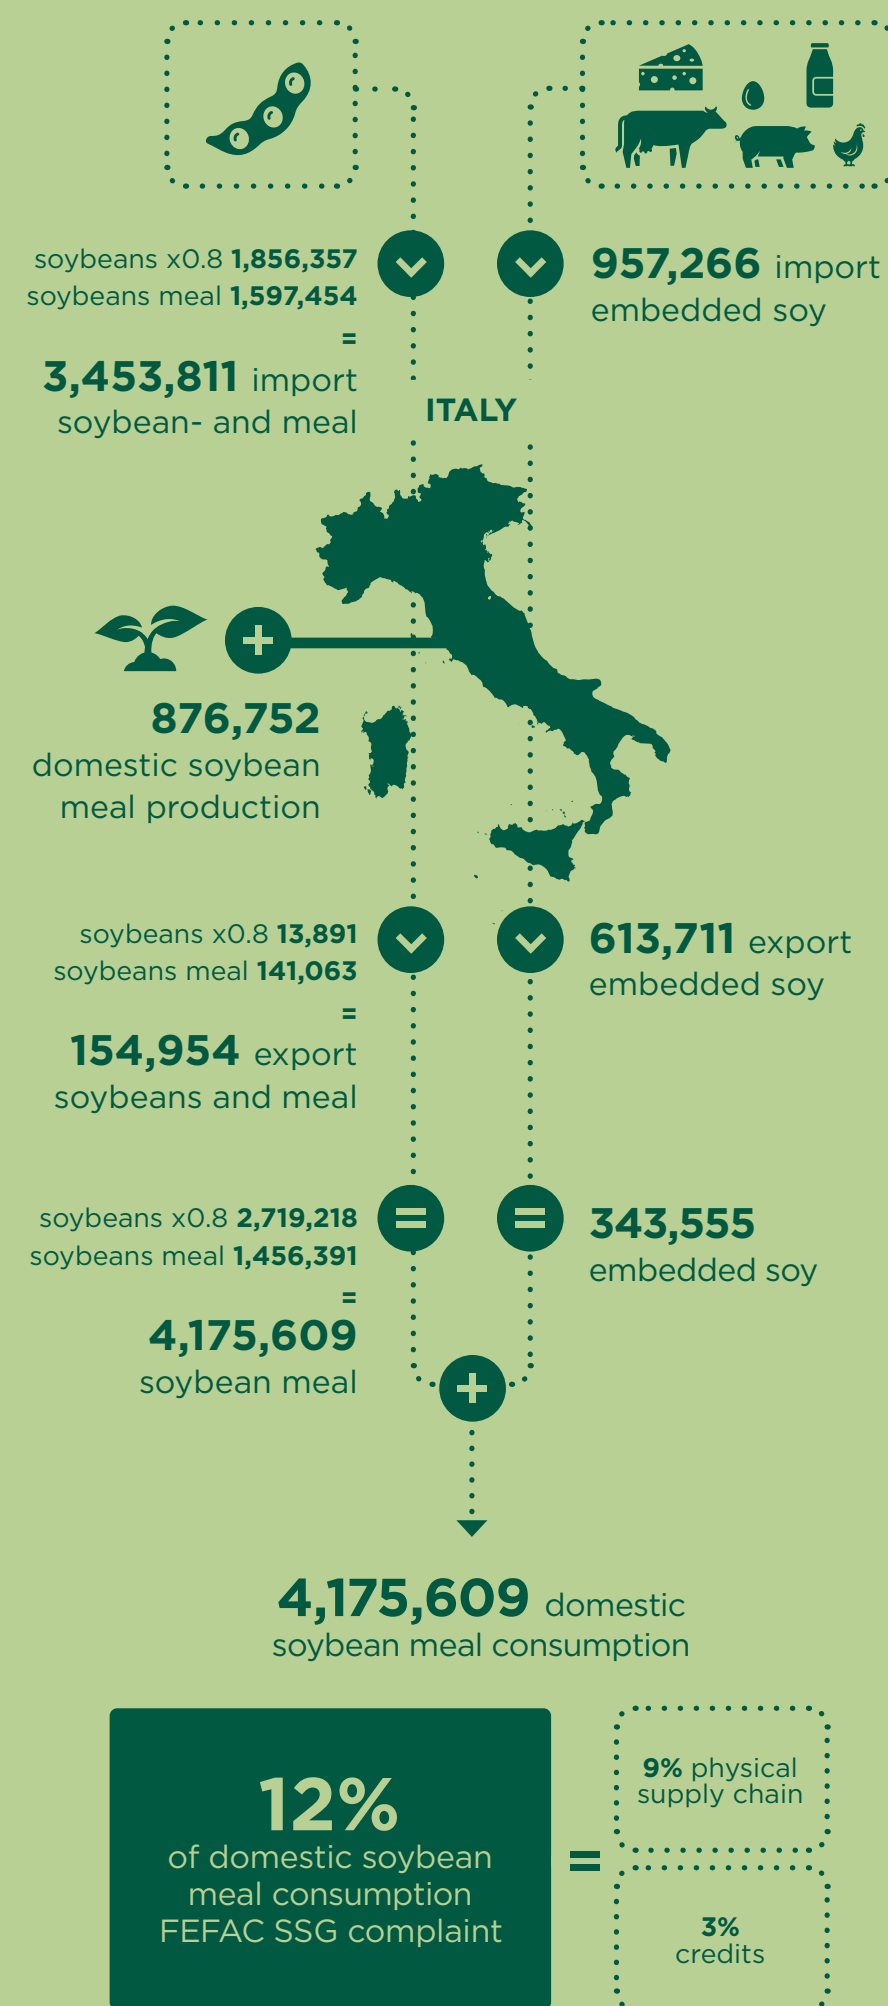 soybeans x0.8 1,856,357
soybeans meal 1,597,454
=
3,453,811 import
soybean- and meal
957,266 import
embedded soy
ITALY
876,752
domestic soybean
meal production
soybeans x0.8 13,891
soybeans meal 141,063
=
154,954 export
soybeans and meal
613,711 export
embedded soy
soybeans x0.8 2,719,218
soybeans meal 1,456,391
=
4,175,609
soybean meal
343,555
embedded soy
4,175,609 domestic
soybean meal consumption
12%
of domestic soybean
meal consumption
FEFAC SSG complaint
=
9% physical
supply chain
3%
credits